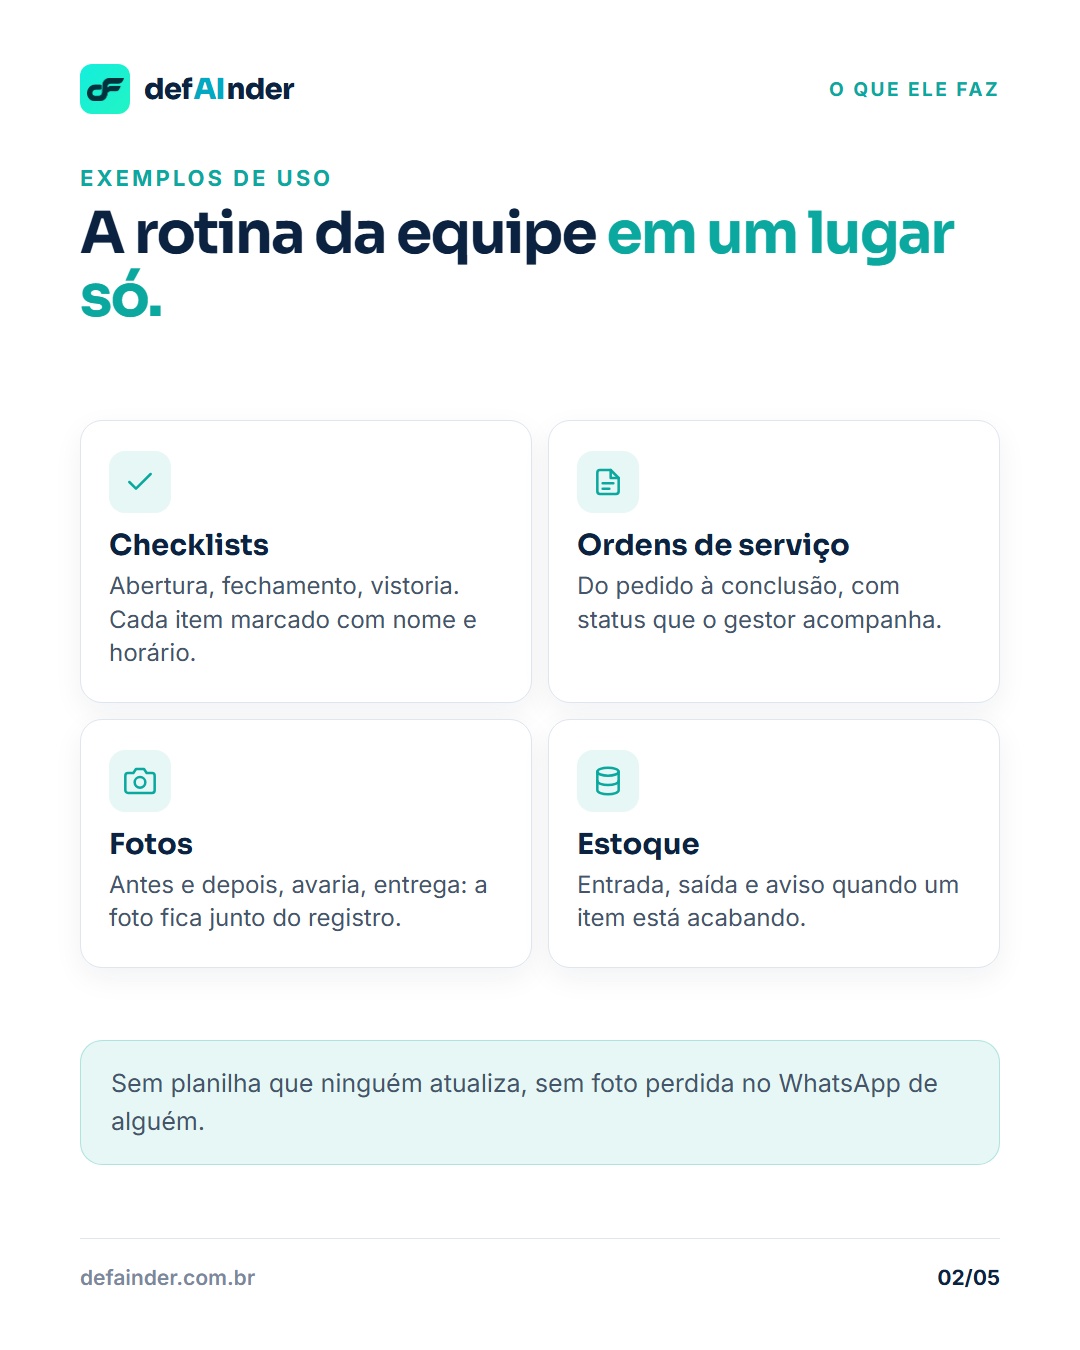 defAInder
O QUE ELE FAZ
EXEMPLOS DE USO
A rotina da equipe em um lugar
só.
Checklists
Abertura, fechamento, vistoria.
Cada item marcado com nome e
horário.
Ordens de serviço
Do pedido à conclusão, com
status que o gestor acompanha.
Fotos
Antes e depois, avaria, entrega: a
foto fica junto do registro.
Estoque
Entrada, saída e aviso quando um
item está acabando.
Sem planilha que ninguém atualiza, sem foto perdida no WhatsApp de
alguém.
defainder.com.br
02/05